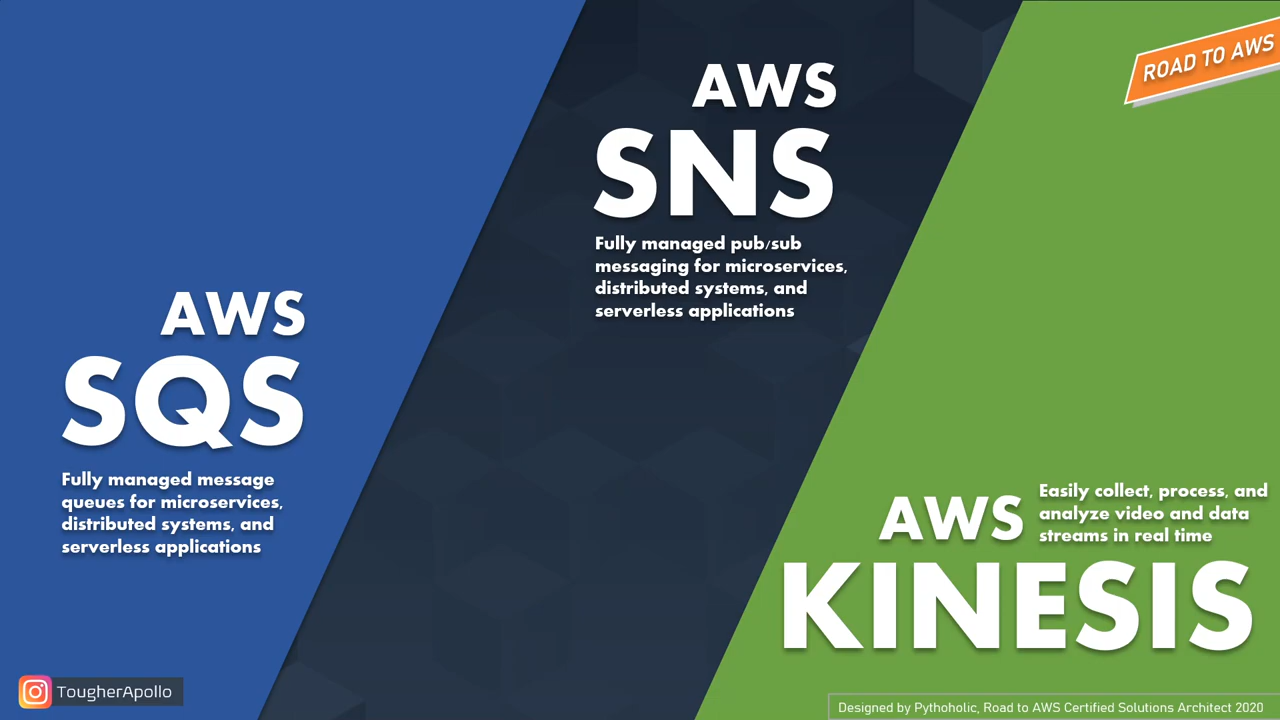 AWS
SQS
Fully managed message
queues for microservices,
distributed systems, and
serverless applications
AWS
SNS
Fully managed pub/sub
messaging for microservices,
distributed systems, and
serverless applications
ROAD TO AWS
AWS
Easily collect, process, and
analyze video and data
streams in real time
KINESIS
TougherApollo
Designed by Pythoholic, Road to AWS Certified Solutions Architect 2020